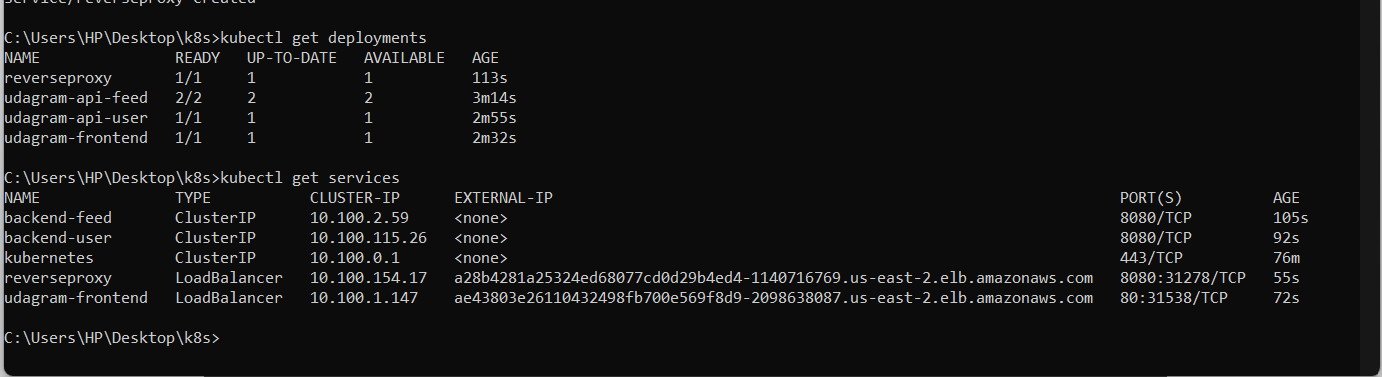 service/reverseproxy created
C:\Users\HP\Desktop\k8s>kubectl get deployments
NAME READY UP-TO-DATE AVAILABLE AGE
reverseproxy 1/1 1 1 113s
udagram-api-feed 2/2 2 2 3m14s
udagram-api-user 1/1 1 1 2m55s
udagram-frontend 1/1 1 1 2m32s
C:\Users\HP\Desktop\k8s>kubectl get services
NAME TYPE CLUSTER-IP EXTERNAL-IP PORT(S) AGE
backend-feed ClusterIP 10.100.2.59 <none> 8080/TCP 105s
backend-user ClusterIP 10.100.115.26 <none> 8080/TCP 92s
kubernetes ClusterIP 10.100.0.1 <none> 443/TCP 76m
reverseproxy LoadBalancer 10.100.154.17 a28b4281a25324ed68077cd0d29b4ed4-1140716769.us-east-2.elb.amazonaws.com 8080:31278/TCP 55s
udagram-frontend LoadBalancer 10.100.1.147 ae43803e26110432498fb700e569f8d9-2098638087.us-east-2.elb.amazonaws.com 80:31538/TCP 72s
C:\Users\HP\Desktop\k8s>